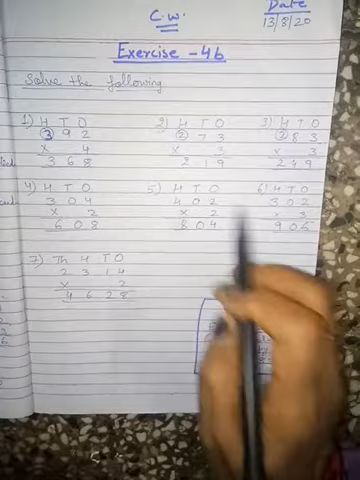 C.W.
Date
13/8/20
Exercise - 4b
Solve the following
1) H T O
3 9 2
x 4
3 6 8
2) H T O
2 7 3
x 3
2 1 9
3) H T O
2 8 3
x 3
2 4 9
4) H T O
3 0 4
x 2
6 0 8
5) H T O
4 0 2
x 2
8 0 4
6) H T O
3 0 2
x 3
9 0 6
7) Th H T O
2 3 1 4
x 2
4 6 2 8